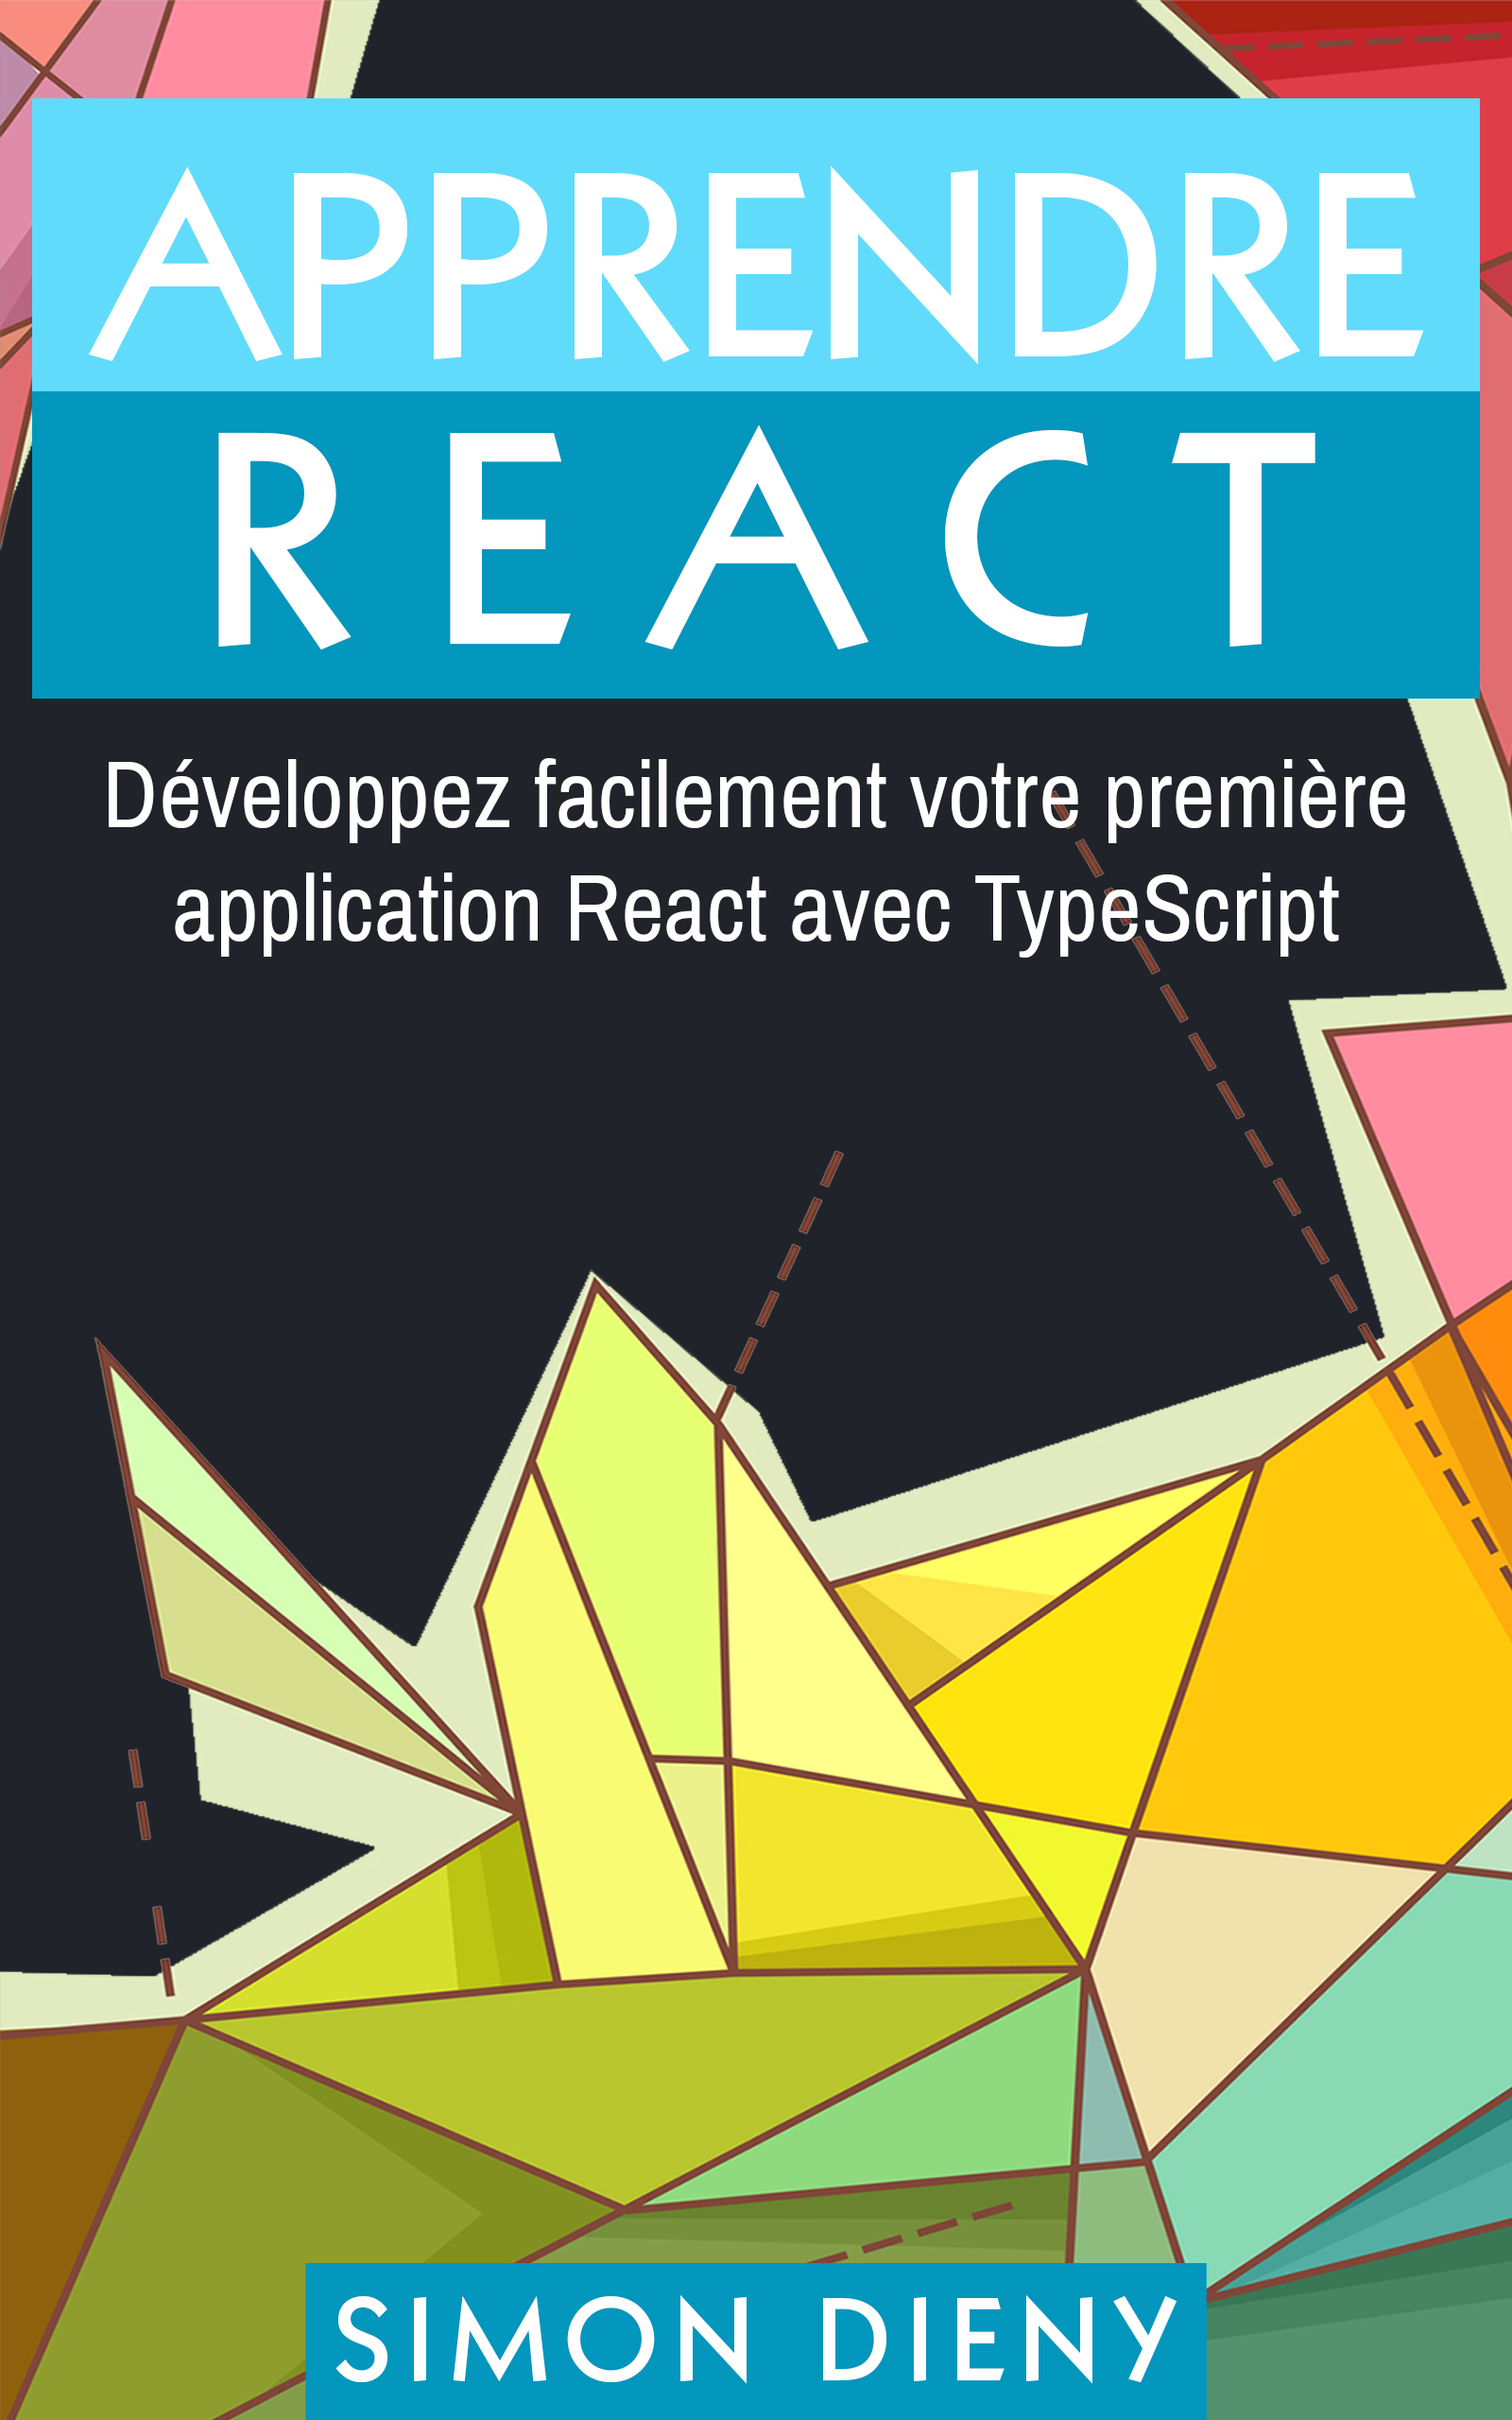 APPRENDRE
REACT
Développez facilement votre première
application React avec TypeScript
SIMON DIENY